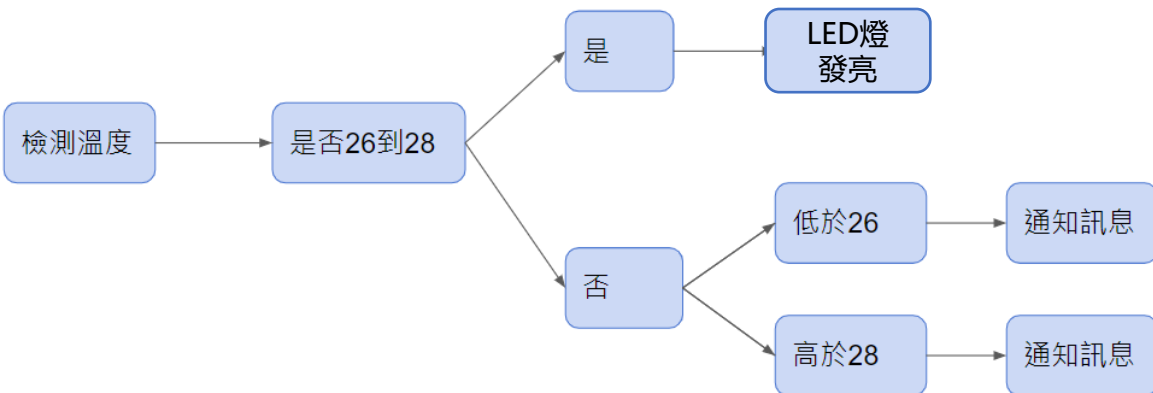 檢測溫度
是否26到28
是
LED燈
發亮
否
低於26
通知訊息
高於28
通知訊息